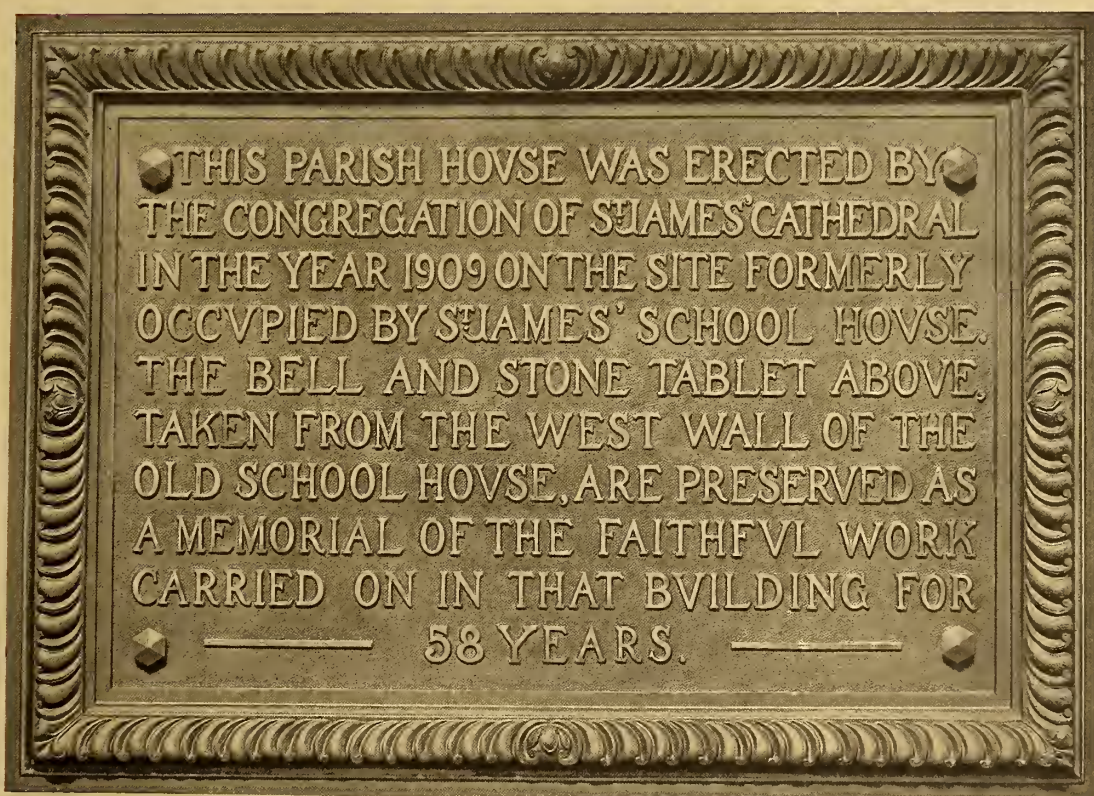 THIS PARISH HOVSE WAS ERECTED BY
THE CONGREGATION OF ST JAMES' CATHEDRAL
IN THE YEAR 1909 ON THE SITE FORMERLY
OCCVPIED BY ST JAMES' SCHOOL HOVSE.
THE BELL AND STONE TABLET ABOVE,
TAKEN FROM THE WEST WALL OF THE
OLD SCHOOL HOVSE, ARE PRESERVED AS
A MEMORIAL OF THE FAITHFVL WORK
CARRIED ON IN THAT BVILDING FOR
58 YEARS.